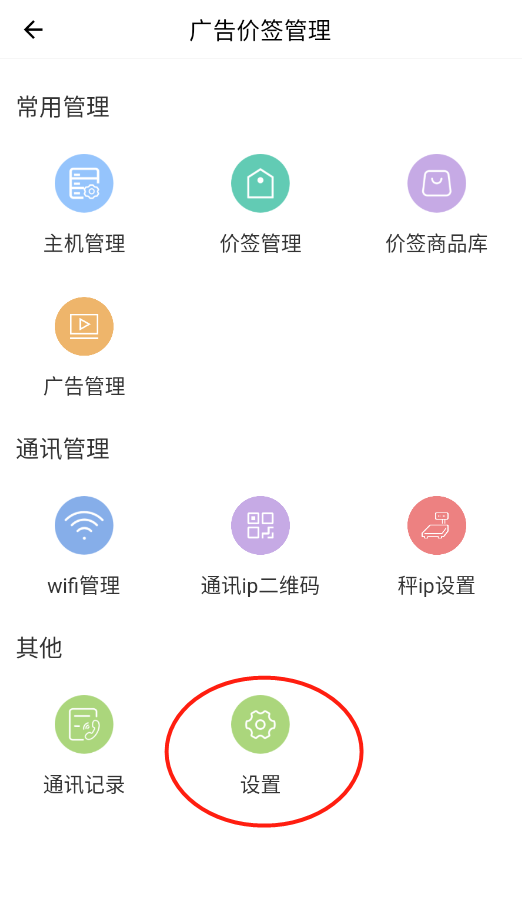 广告价签管理
常用管理
主机管理 价签管理 价签商品库
广告管理
通讯管理
wifi管理 通讯ip二维码 秤ip设置
其他
通讯记录 设置